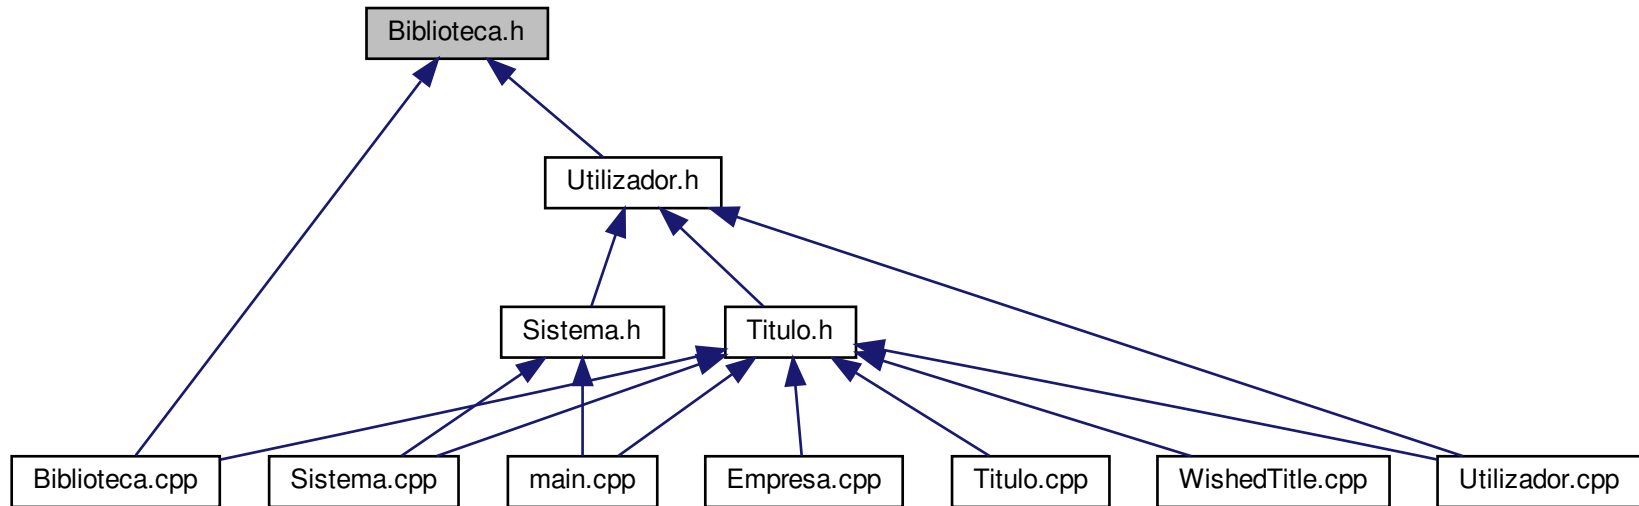 Biblioteca.h
Utilizador.h
Sistema.h
Titulo.h
Biblioteca.cpp
Sistema.cpp
main.cpp
Empresa.cpp
Titulo.cpp
WishedTitle.cpp
Utilizador.cpp